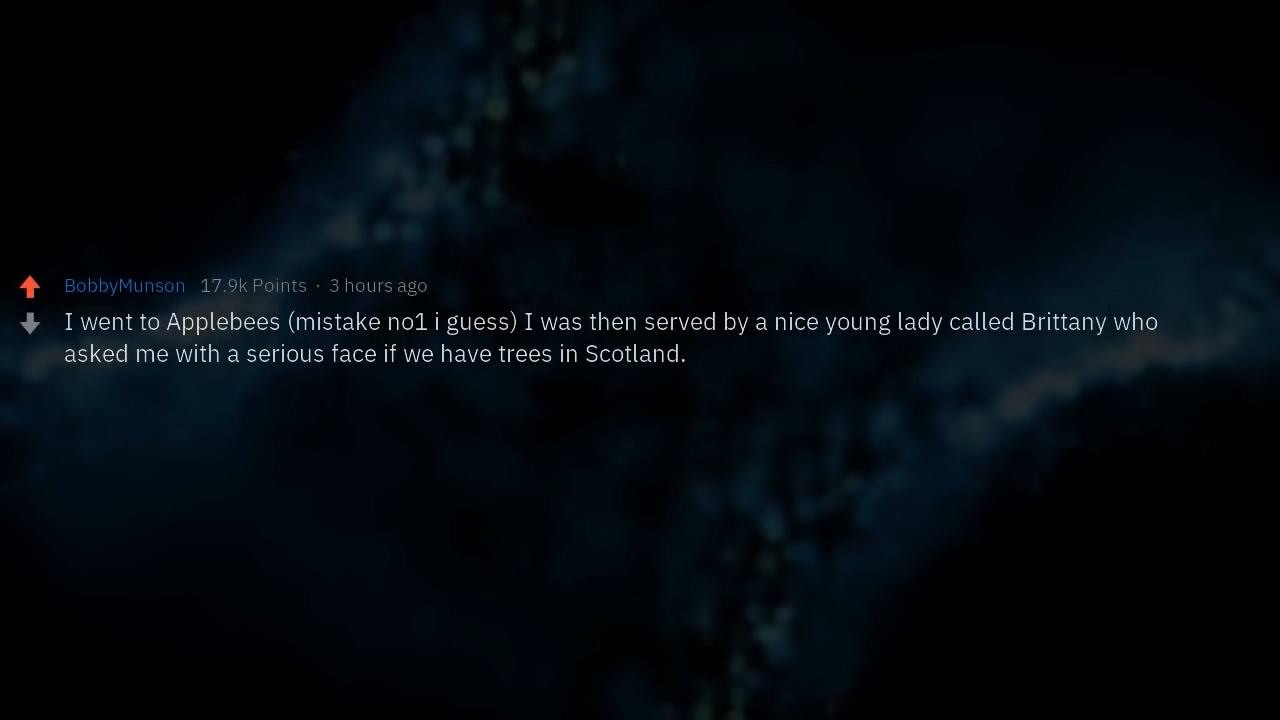 BobbyMunson 17.9k Points · 3 hours ago
I went to Applebees (mistake no1 i guess) I was then served by a nice young lady called Brittany who
asked me with a serious face if we have trees in Scotland.